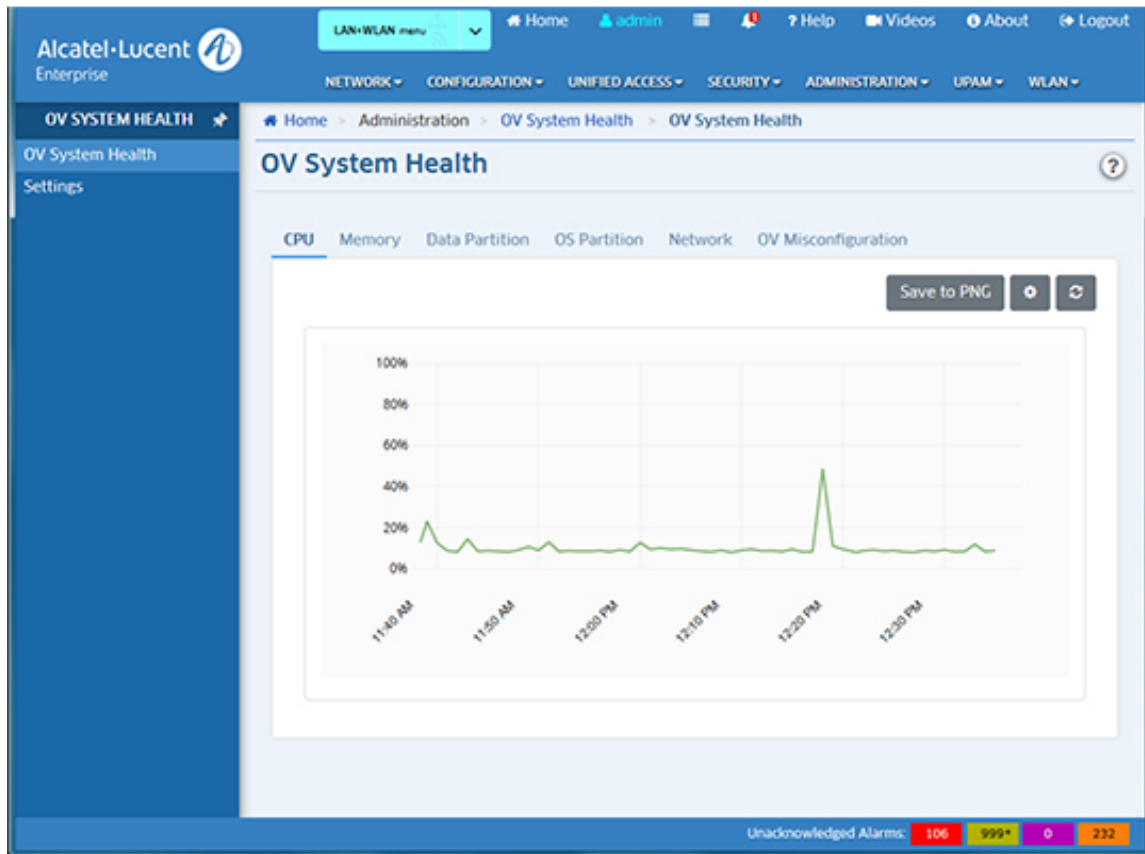 Alcatel·Lucent
Enterprise
LAN+WLAN menu
Home admin ? Help Videos About Logout
NETWORK CONFIGURATION UNIFIED ACCESS SECURITY ADMINISTRATION UPAM WLAN
OV SYSTEM HEALTH
OV System Health
Settings
Home > Administration > OV System Health > OV System Health
OV System Health
?
CPU Memory Data Partition OS Partition Network OV Misconfiguration
Save to PNG
100%
80%
60%
40%
20%
0%
11:40 AM 11:50 AM 12:00 PM 12:10 PM 12:20 PM 12:30 PM
Unacknowledged Alarms: 106 999+ 0 232